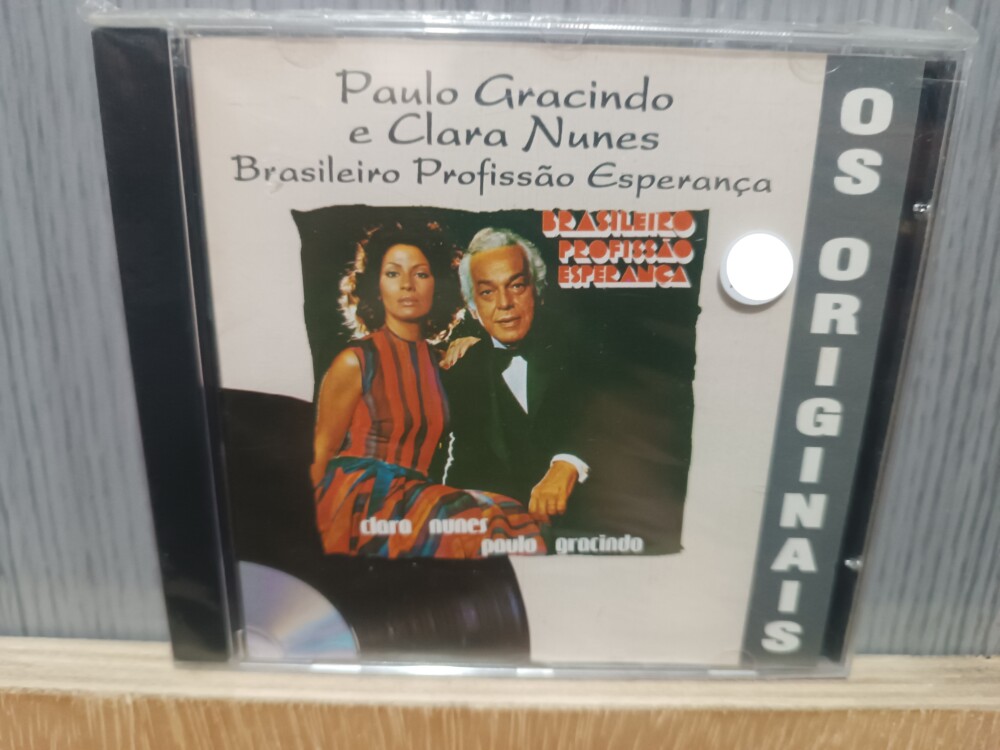 Paulo Gracindo
e Clara Nunes
Brasileiro Profissão Esperança
BRASILEIRO
PROFISSÃO
ESPERANÇA
clara nunes
paulo gracindo
OS ORIGINAIS